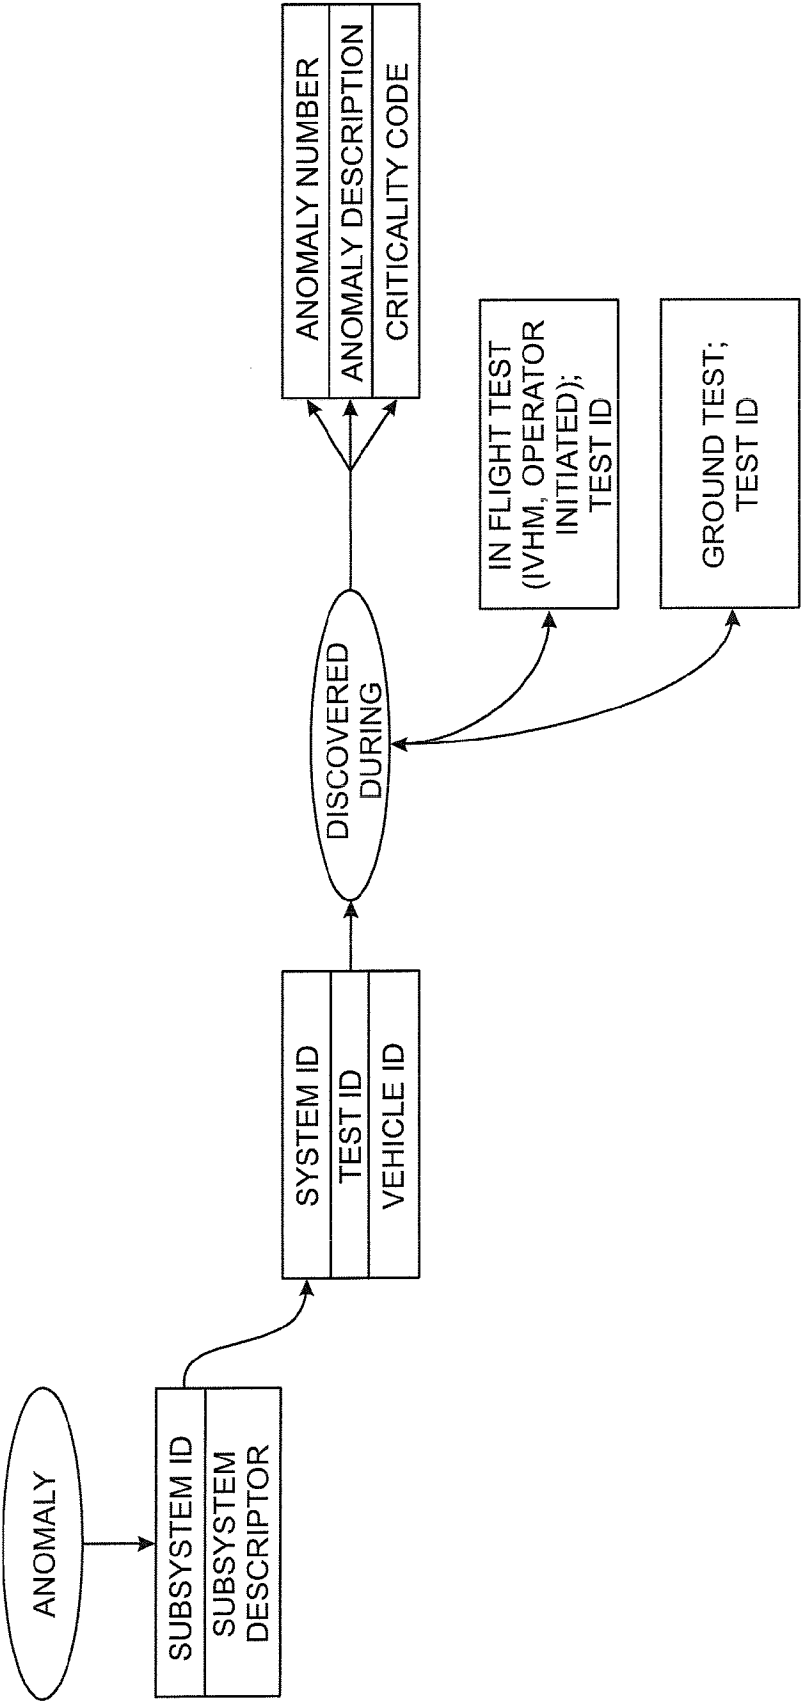 ANOMALY
SUBSYSTEM ID
SUBSYSTEM
DESCRIPTOR
SYSTEM ID
TEST ID
VEHICLE ID
DISCOVERED
DURING
ANOMALY NUMBER
ANOMALY DESCRIPTION
CRITICALITY CODE
IN FLIGHT TEST
(IVHM, OPERATOR
INITIATED);
TEST ID
GROUND TEST;
TEST ID